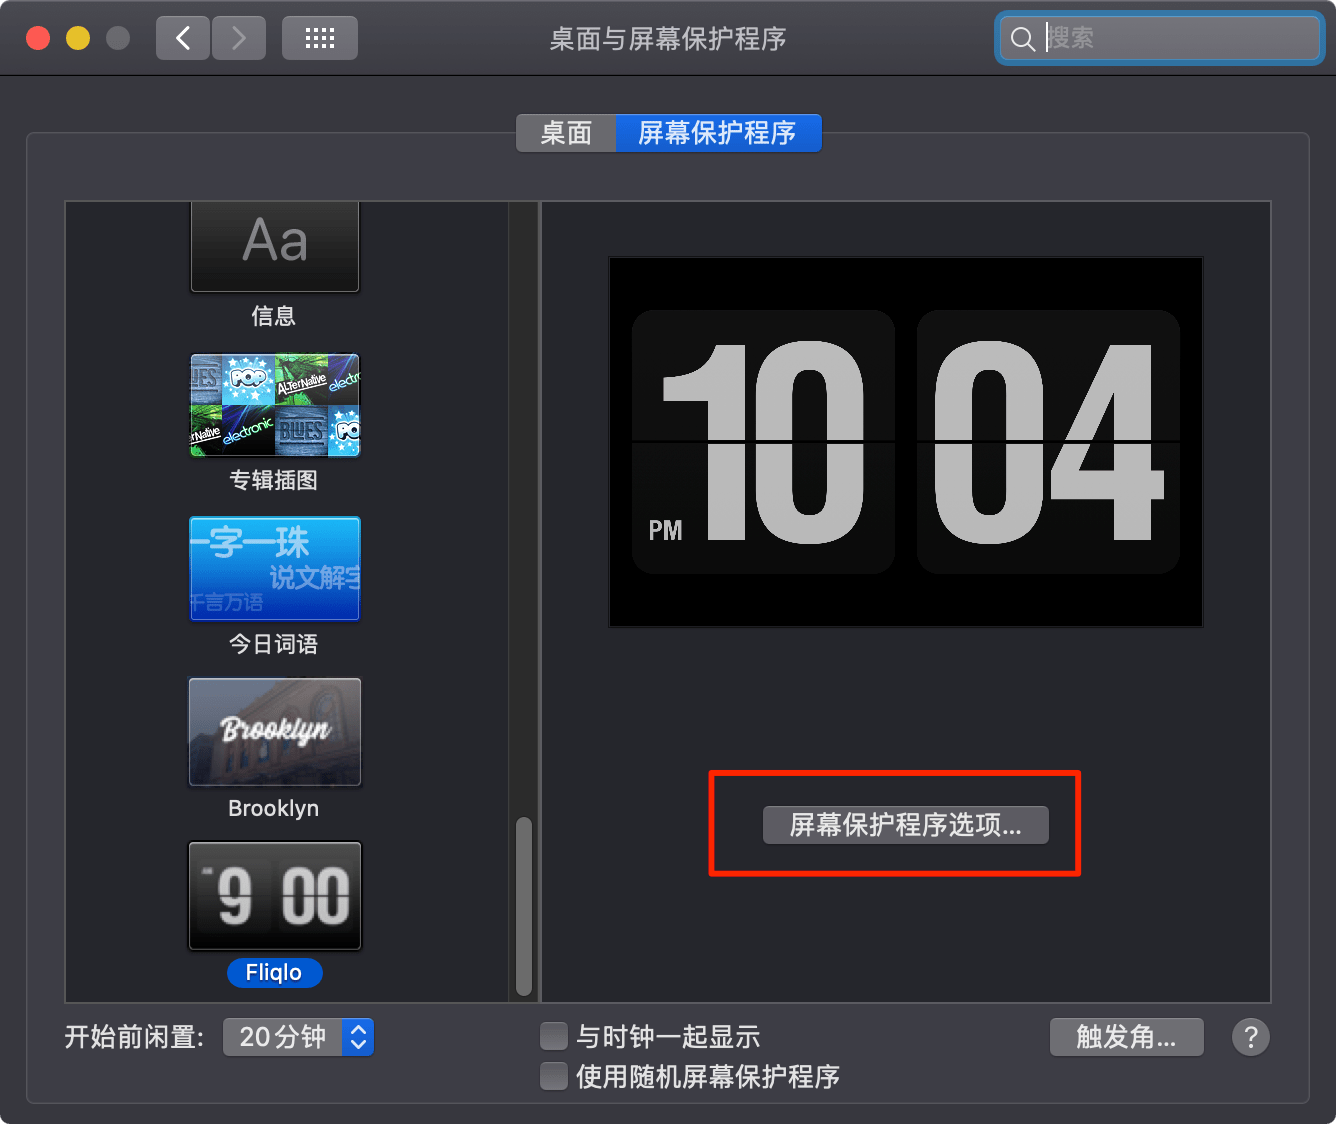 桌面与屏幕保护程序
搜索
桌面
屏幕保护程序
Aa
信息
POP
ALTerNative
electronic
BLUES
专辑插图
一字一珠
说文解字
千言万语
今日词语
Brooklyn
Brooklyn
9 00
Fliqlo
10 04
PM
屏幕保护程序选项...
开始前闲置:
20分钟
与时钟一起显示
使用随机屏幕保护程序
触发角...
?